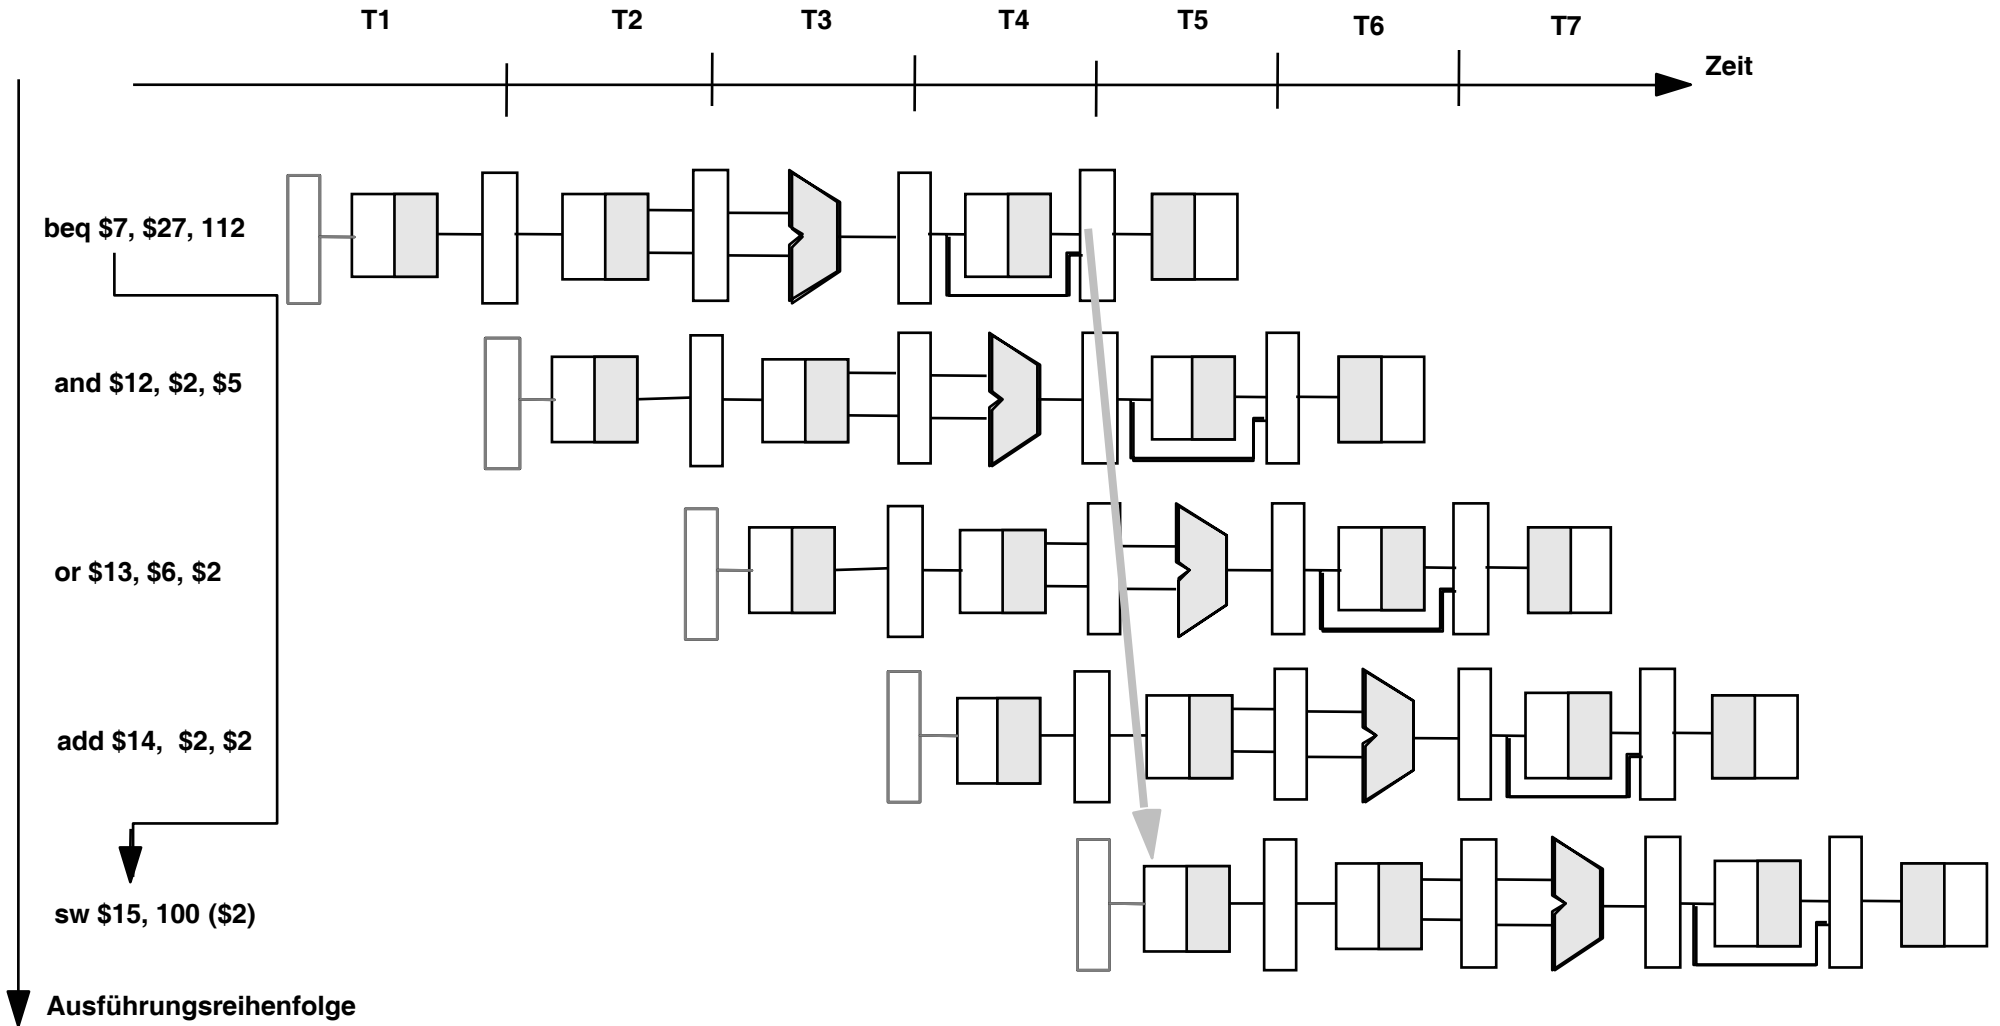 T1 T2 T3 T4 T5 T6 T7
Zeit
beq $7, $27, 112
and $12, $2, $5
or $13, $6, $2
add $14, $2, $2
sw $15, 100 ($2)
Ausführungsreihenfolge